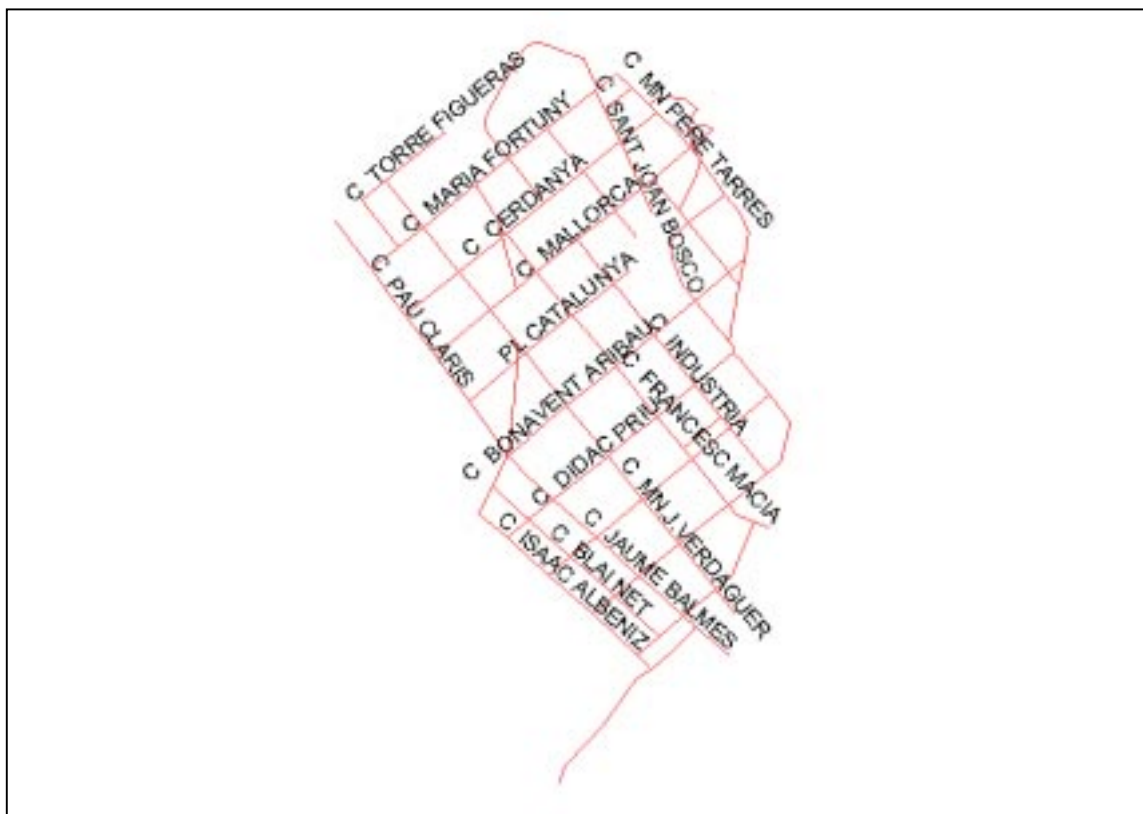 C TORRE FIGUERAS
C MN PERE TARRES
C SANT JOAN BOSCO
C MARIA FORTUNY
C CERDANYA
C MALLORCA
C PAU CLARIS
PL CATALUNYA
C BONAVENT ARIBAU
C INDUSTRIA
C FRANCESC MACIA
C DIDAC PRIU
C MN J. VERDAGUER
C JAUME BALMES
C BLAI NET
C ISAAC ALBENIZ